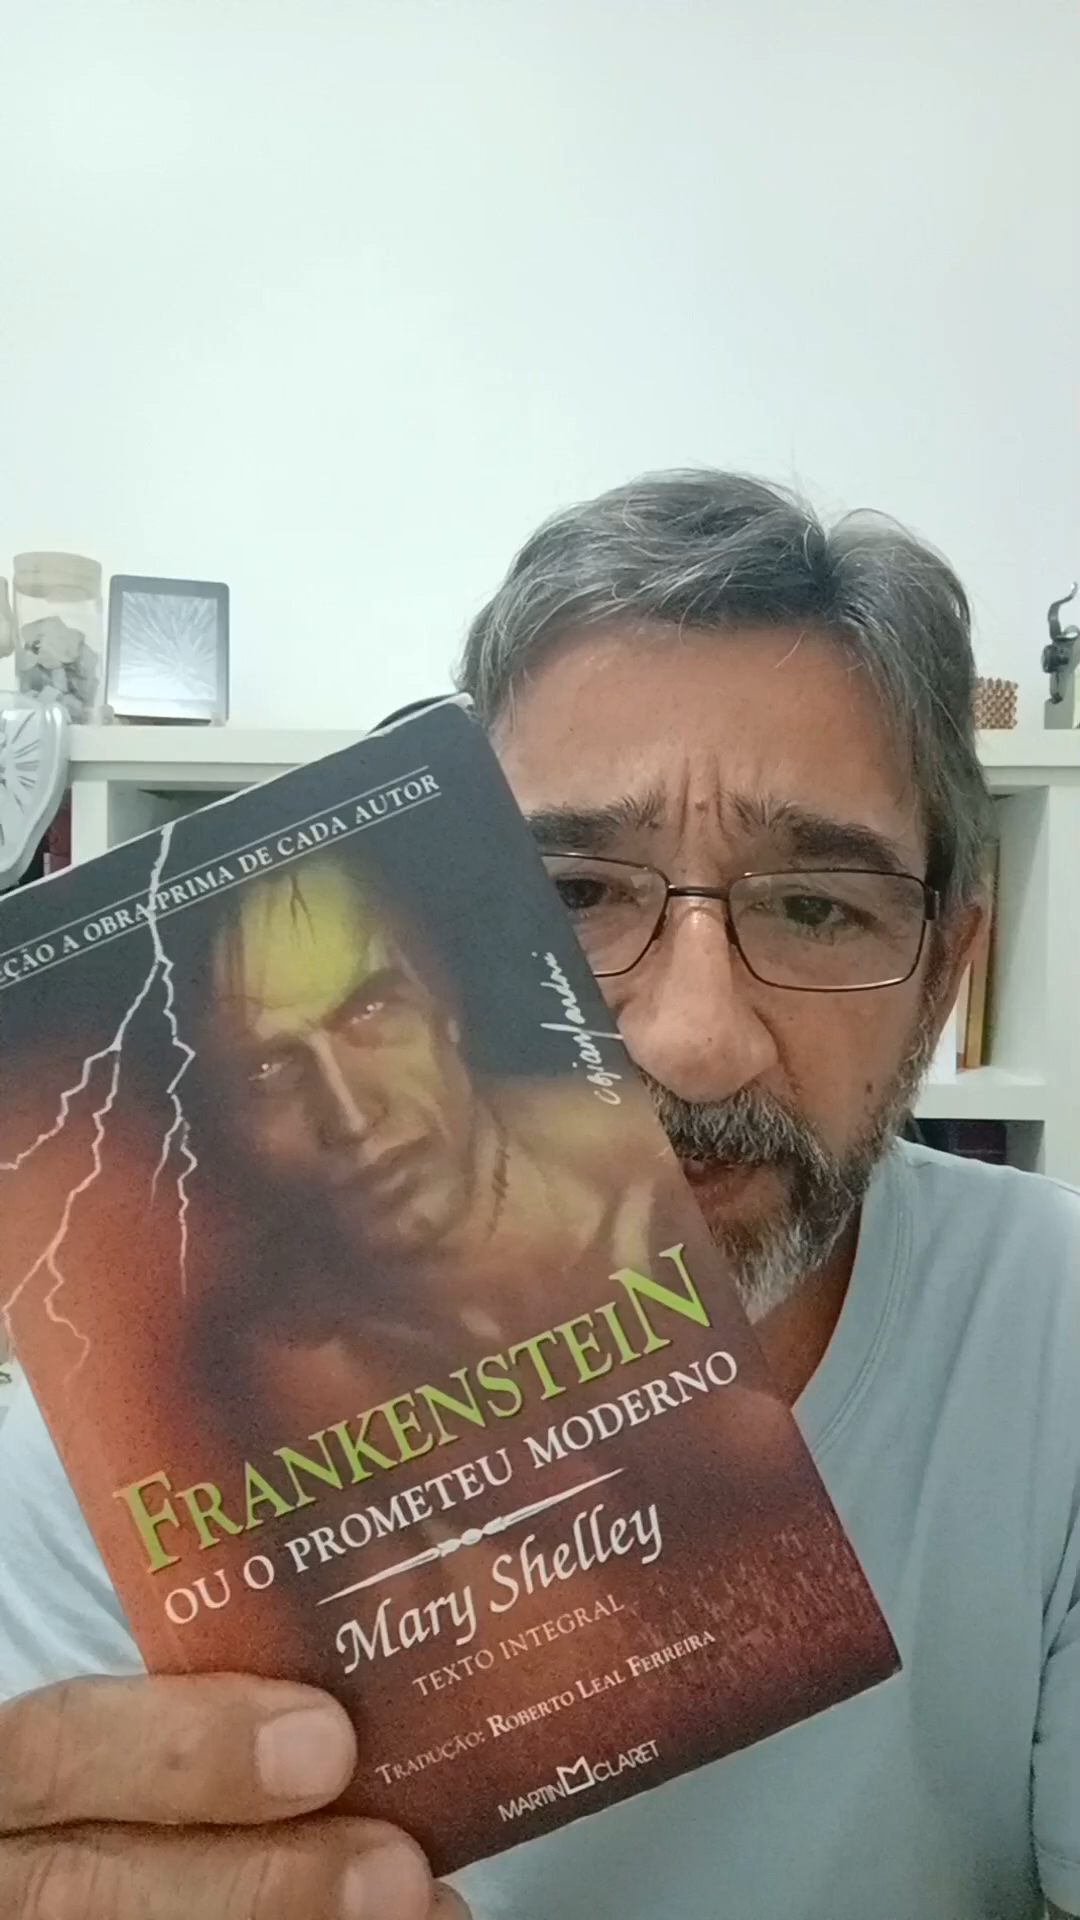 EÇÃO A OBRA-PRIMA DE CADA AUTOR
FRANKENSTEIN
OU O PROMETEU MODERNO
Mary Shelley
TEXTO INTEGRAL
TRADUÇÃO: ROBERTO LEAL FERREIRA
MARTIN CLARET